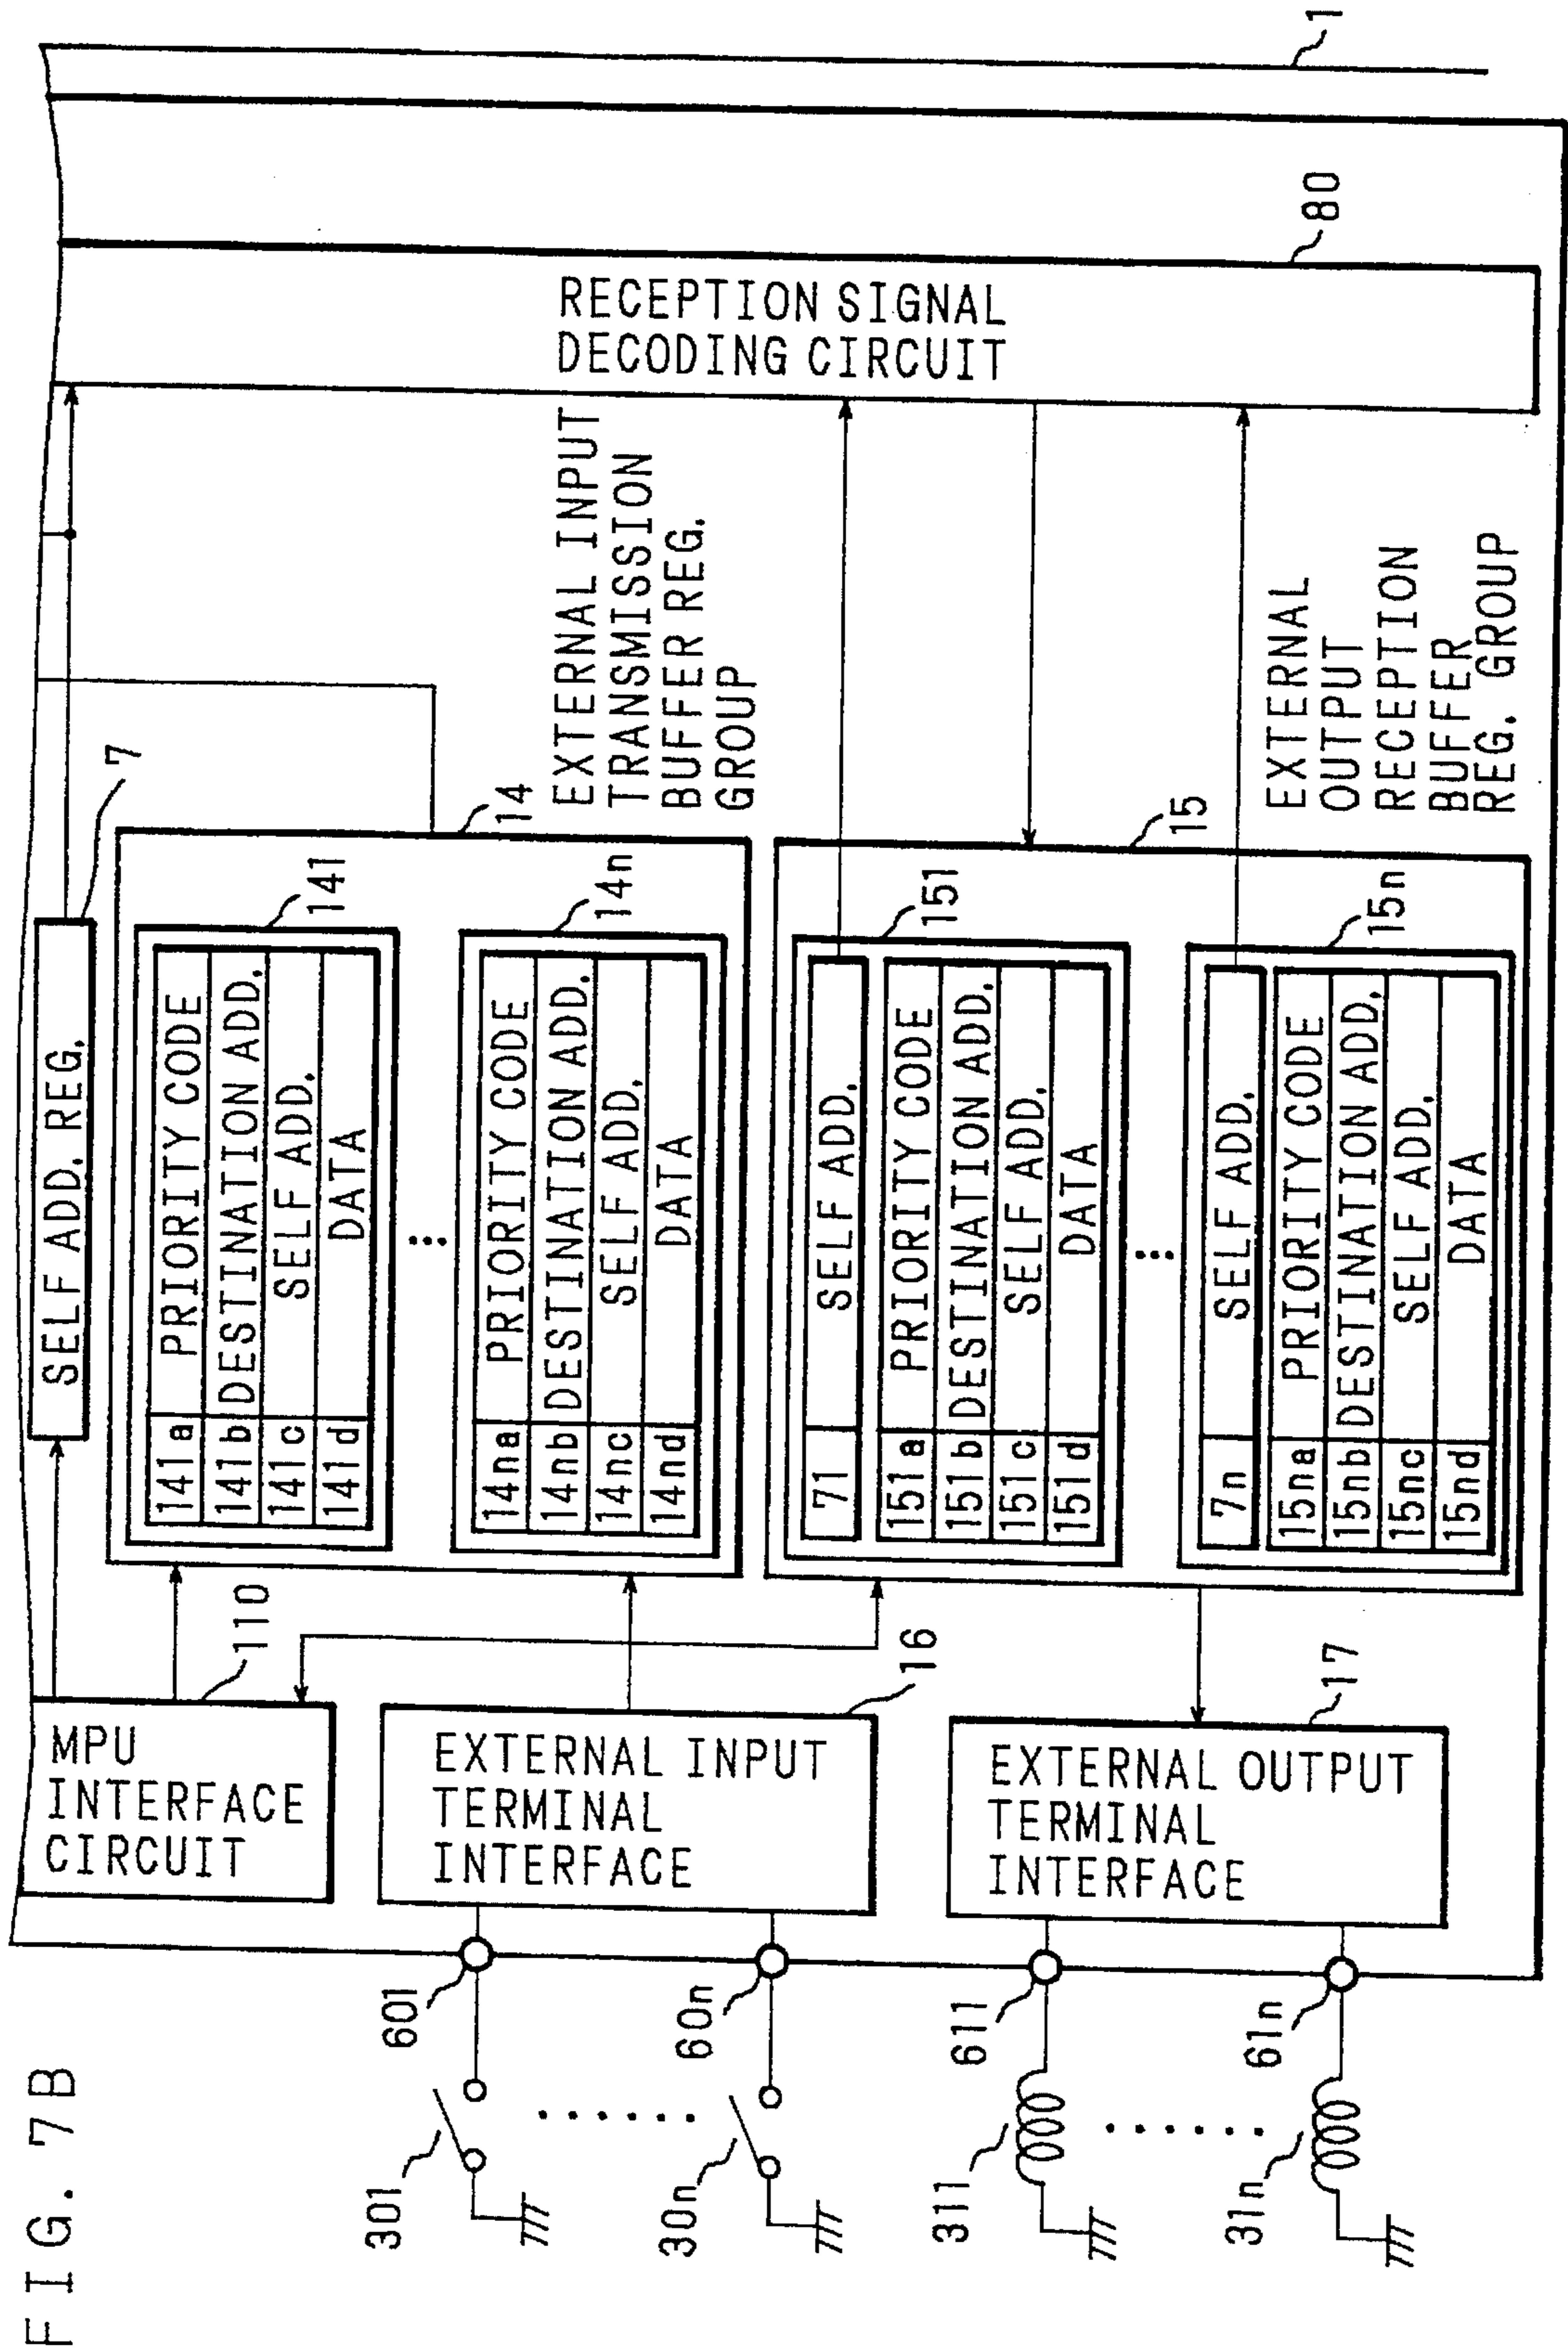 FIG. 7B
1
RECEPTION SIGNAL
DECODING CIRCUIT
80
SELF ADD. REG.
7
14
EXTERNAL INPUT
TRANSMISSION
BUFFER REG.
GROUP
141
141a PRIORITY CODE
141b DESTINATION ADD.
141c SELF ADD.
141d DATA
...
14n
14na PRIORITY CODE
14nb DESTINATION ADD.
14nc SELF ADD.
14nd DATA
15
EXTERNAL
OUTPUT
RECEPTION
BUFFER
REG. GROUP
151
71 SELF ADD.
151a PRIORITY CODE
151b DESTINATION ADD.
151c SELF ADD.
151d DATA
...
15n
7n SELF ADD.
15na PRIORITY CODE
15nb DESTINATION ADD.
15nc SELF ADD.
15nd DATA
110
MPU
INTERFACE
CIRCUIT
16
EXTERNAL INPUT
TERMINAL
INTERFACE
17
EXTERNAL OUTPUT
TERMINAL
INTERFACE
601
60n
611
61n
301
30n
311
31n